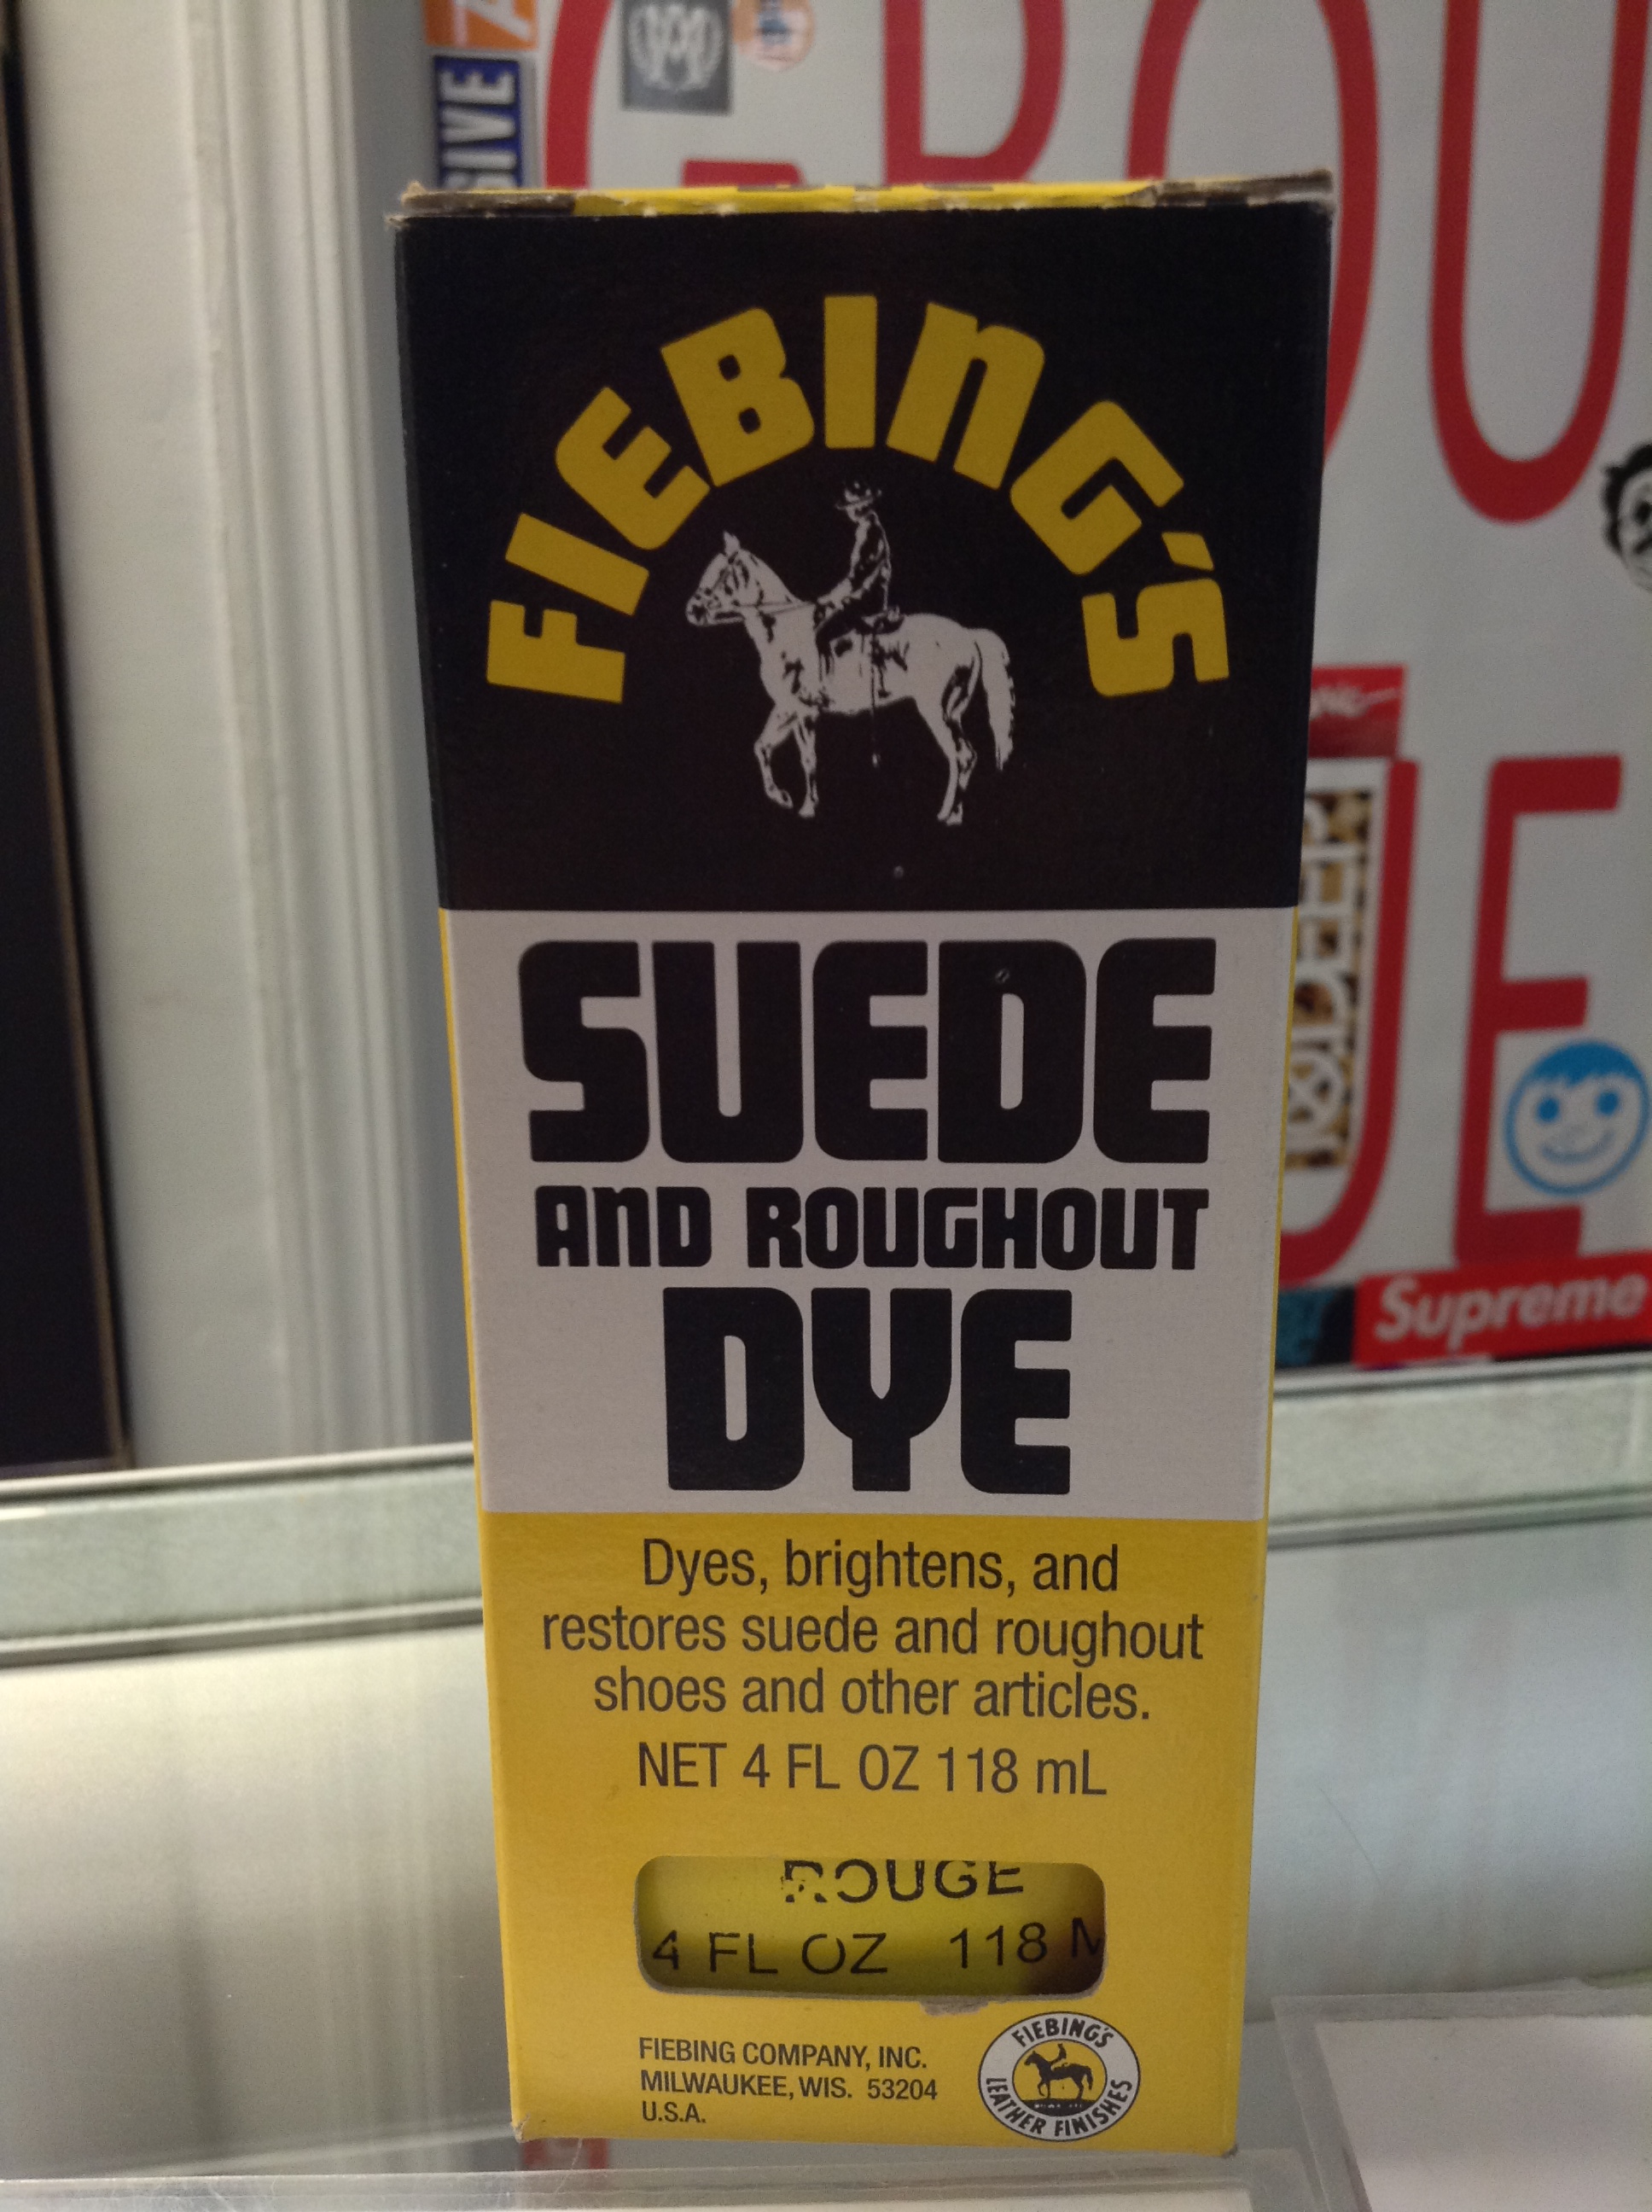 FIEBING'S
SUEDE
AND ROUGHOUT
DYE
Dyes, brightens, and
restores suede and roughout
shoes and other articles.
NET 4 FL OZ 118 mL
ROUGE
4 FL OZ 118 M
FIEBING COMPANY, INC.
MILWAUKEE, WIS. 53204
U.S.A.
FIEBING'S
LEATHER FINISHES
Supreme